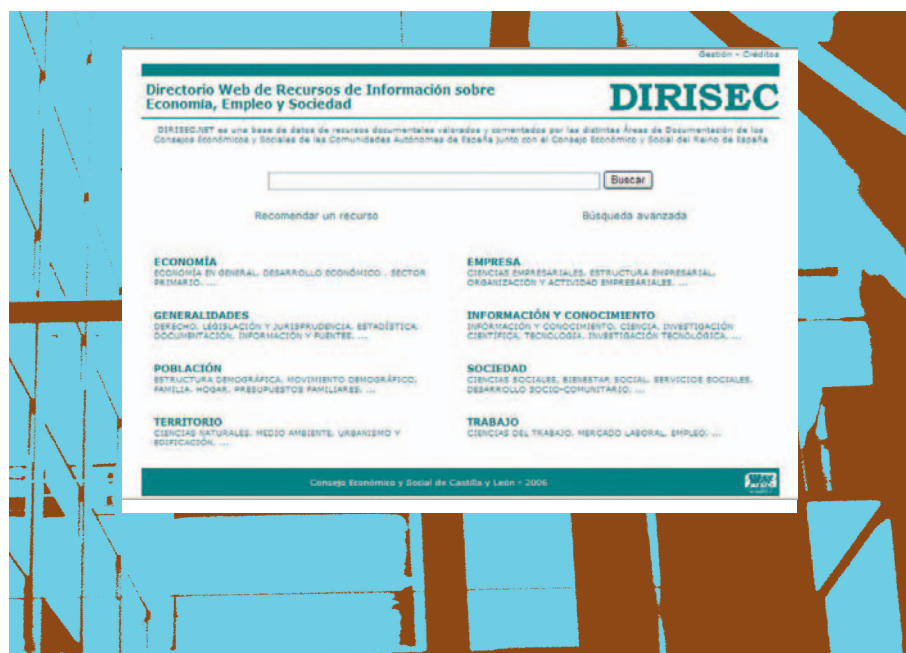 Gestión - Créditos
Directorio Web de Recursos de Información sobre
Economía, Empleo y Sociedad
DIRISEC
DIRISEC.NET es una base de datos de recursos documentales valorados y comentados por las distintas Áreas de Documentación de los
Consejos Económicos y Sociales de las Comunidades Autónomas de España junto con el Consejo Económico y Social del Reino de España
Buscar
Recomendar un recurso
Búsqueda avanzada
ECONOMÍA
ECONOMÍA EN GENERAL, DESARROLLO ECONÓMICO , SECTOR
PRIMARIO, ...
EMPRESA
CIENCIAS EMPRESARIALES, ESTRUCTURA EMPRESARIAL,
ORGANIZACIÓN Y ACTIVIDAD EMPRESARIALES, ...
GENERALIDADES
DERECHO, LEGISLACIÓN Y JURISPRUDENCIA, ESTADÍSTICA,
DOCUMENTACIÓN, INFORMACIÓN Y FUENTES, ...
INFORMACIÓN Y CONOCIMIENTO
INFORMACIÓN Y CONOCIMIENTO, CIENCIA, INVESTIGACIÓN
CIENTÍFICA, TECNOLOGÍA, INVESTIGACIÓN TECNOLÓGICA, ...
POBLACIÓN
ESTRUCTURA DEMOGRÁFICA, MOVIMIENTO DEMOGRÁFICO,
FAMILIA, HOGAR, PRESUPUESTOS FAMILIARES, ...
SOCIEDAD
CIENCIAS SOCIALES, BIENESTAR SOCIAL, SERVICIOS SOCIALES,
DESARROLLO SOCIO-COMUNITARIO, ...
TERRITORIO
CIENCIAS NATURALES, MEDIO AMBIENTE, URBANISMO Y
EDIFICACIÓN, ...
TRABAJO
CIENCIAS DEL TRABAJO, MERCADO LABORAL, EMPLEO, ...
Consejo Económico y Social de Castilla y León - 2006